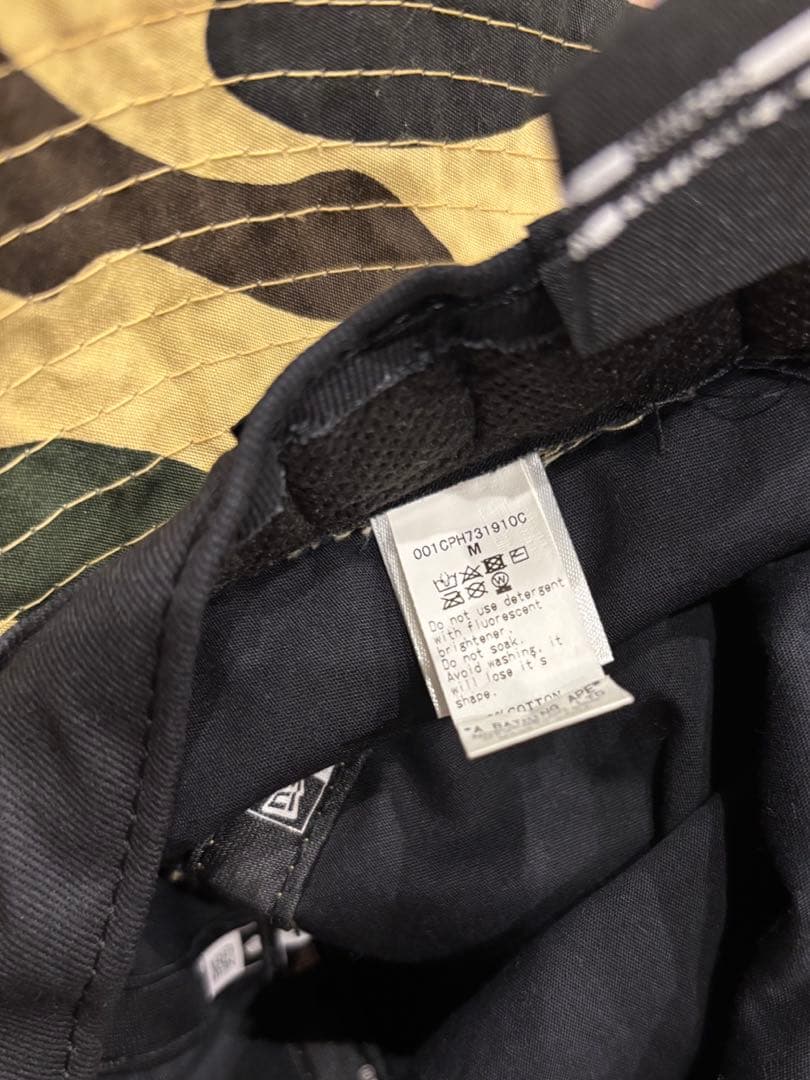 001CPH731910C
M
W
Do not use detergent
with fluorescent
brightener.
Do not soak.
Avoid washing, it
will lose it's
shape.
COTTON
"A BATHING APE"